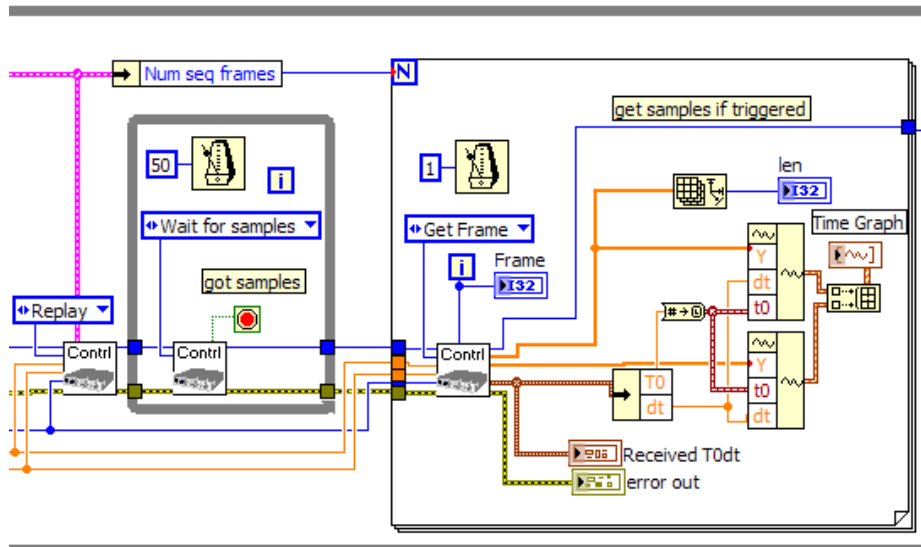 Num seq frames
N
get samples if triggered
50
i
1
len
I32
Wait for samples
Get Frame
Time Graph
i
Frame
I32
Y
got samples
dt
Replay
t0
Contrl
Contrl
Contrl
Y
T0
t0
dt
dt
Received T0dt
error out